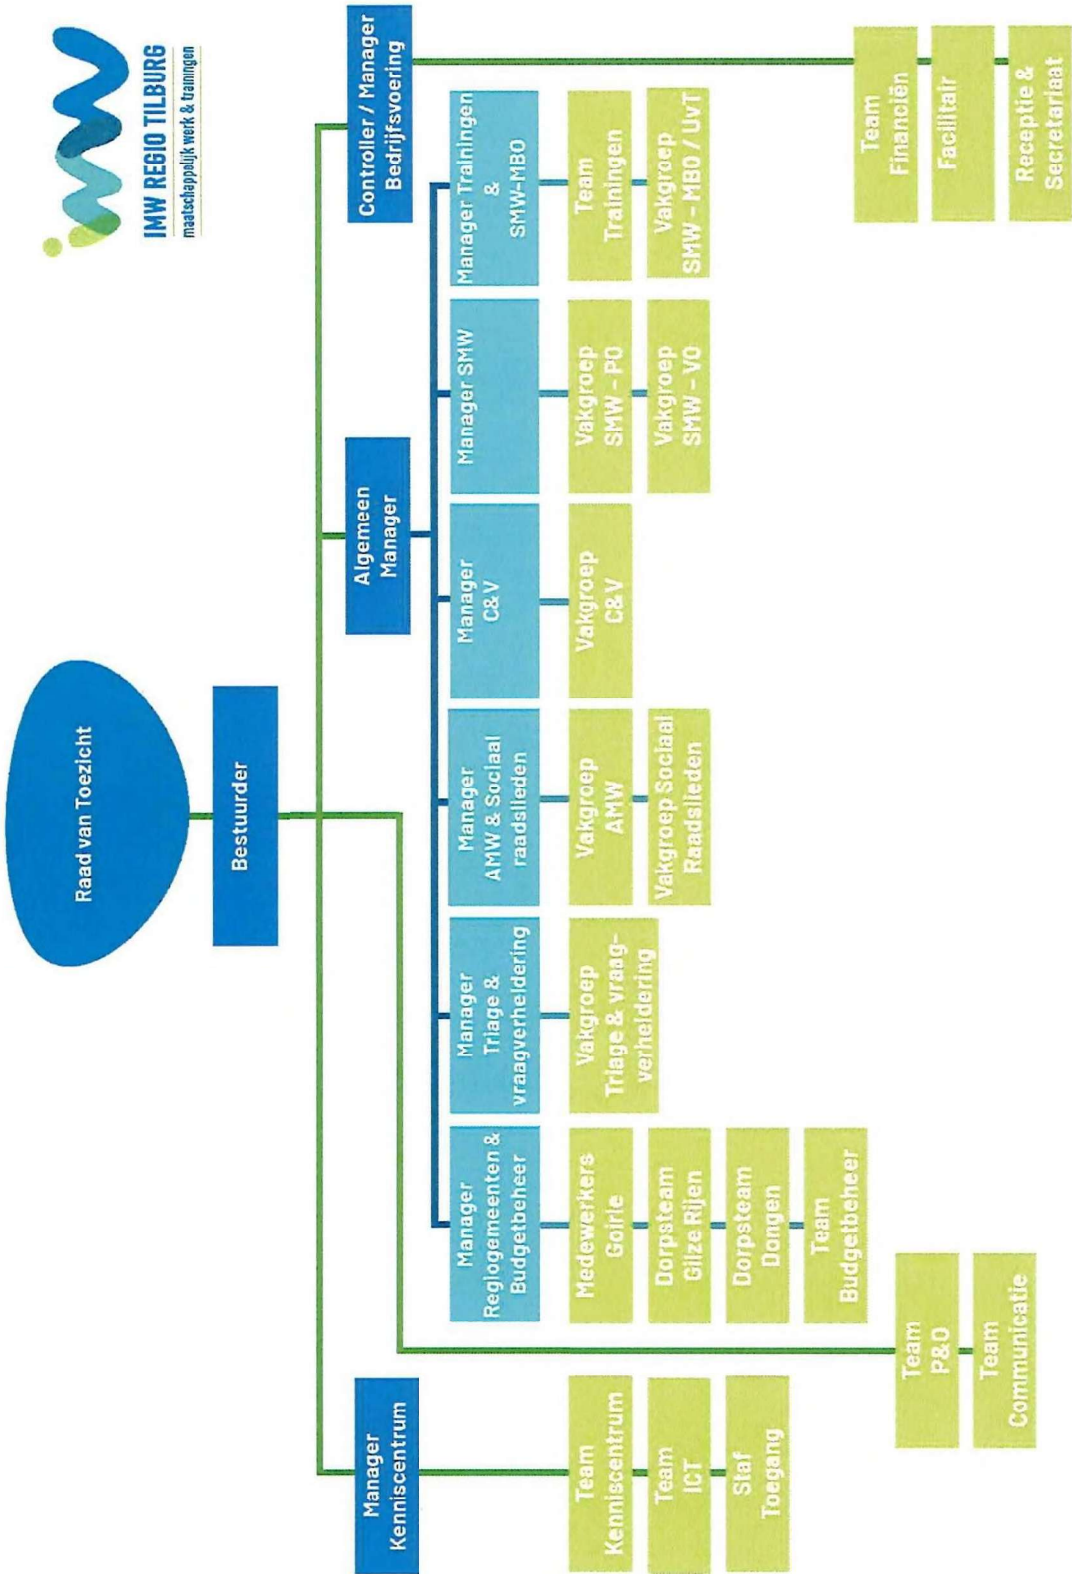 IMW REGIO TILBURG
maatschappelijk werk & trainingen
Raad van Toezicht
Bestuurder
Manager
Kenniscentrum
Algemeen
Manager
Controller / Manager
Bedrijfsvoering
Manager
Regiogemeenten &
Budgetbeheer
Manager
Triage &
vraagverheldering
Manager
AMW & Sociaal
raadslieden
Manager
C&V
Manager SMW
Manager Trainingen
&
SMW-MBO
Team
Kenniscentrum
Team
ICT
Staf
Toegang
Medewerkers
Goirle
Dorpsteam
Gilze Rijen
Dorpsteam
Dongen
Team
Budgetbeheer
Vakgroep
Triage & vraag-
verheldering
Vakgroep
AMW
Vakgroep Sociaal
Raadslieden
Vakgroep
C&V
Vakgroep
SMW - PO
Vakgroep
SMW - VO
Team
Trainingen
Vakgroep
SMW - MBO / UvT
Team
P&O
Team
Communicatie
Team
Financiën
Facilitair
Receptie &
Secretariaat